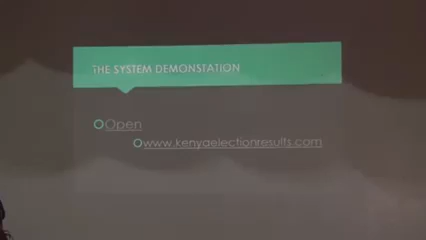 THE SYSTEM DEMONSTATION
Open
www.kenyaelectionresults.com